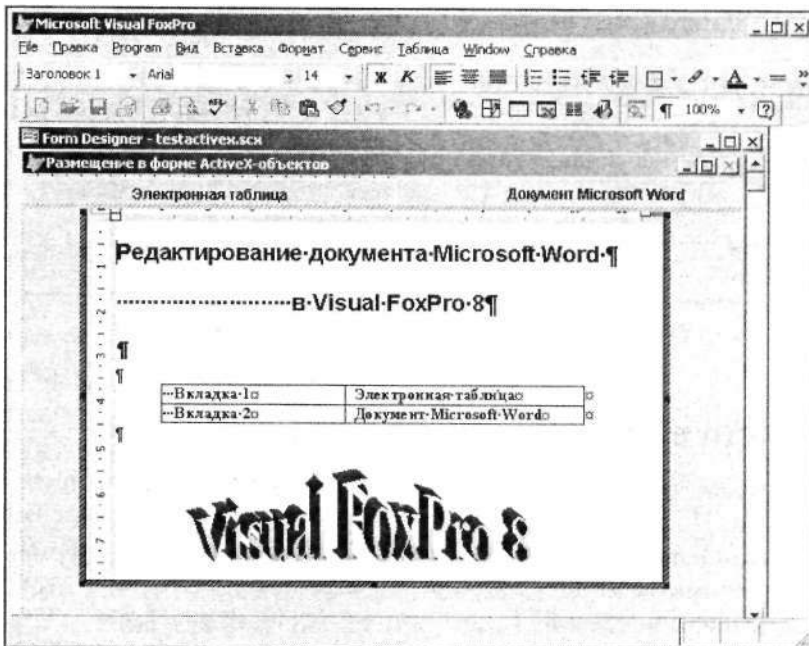 Microsoft Visual FoxPro
File Правка Program Вид Вставка Формат Сервис Таблица Window Справка
Заголовок 1 Arial 14 Ж К А
¶ 100%
Form Designer - testactivex.scx
Размещение в форме ActiveX-объектов
Электронная таблица Документ Microsoft Word
Редактирование·документа·Microsoft·Word·¶
в·Visual·FoxPro·8¶
¶
¶
Вкладка·1¤ Электронная·таблица¤ ¤
Вкладка·2¤ Документ·Microsoft·Word¤ ¤
¶
Visual FoxPro 8